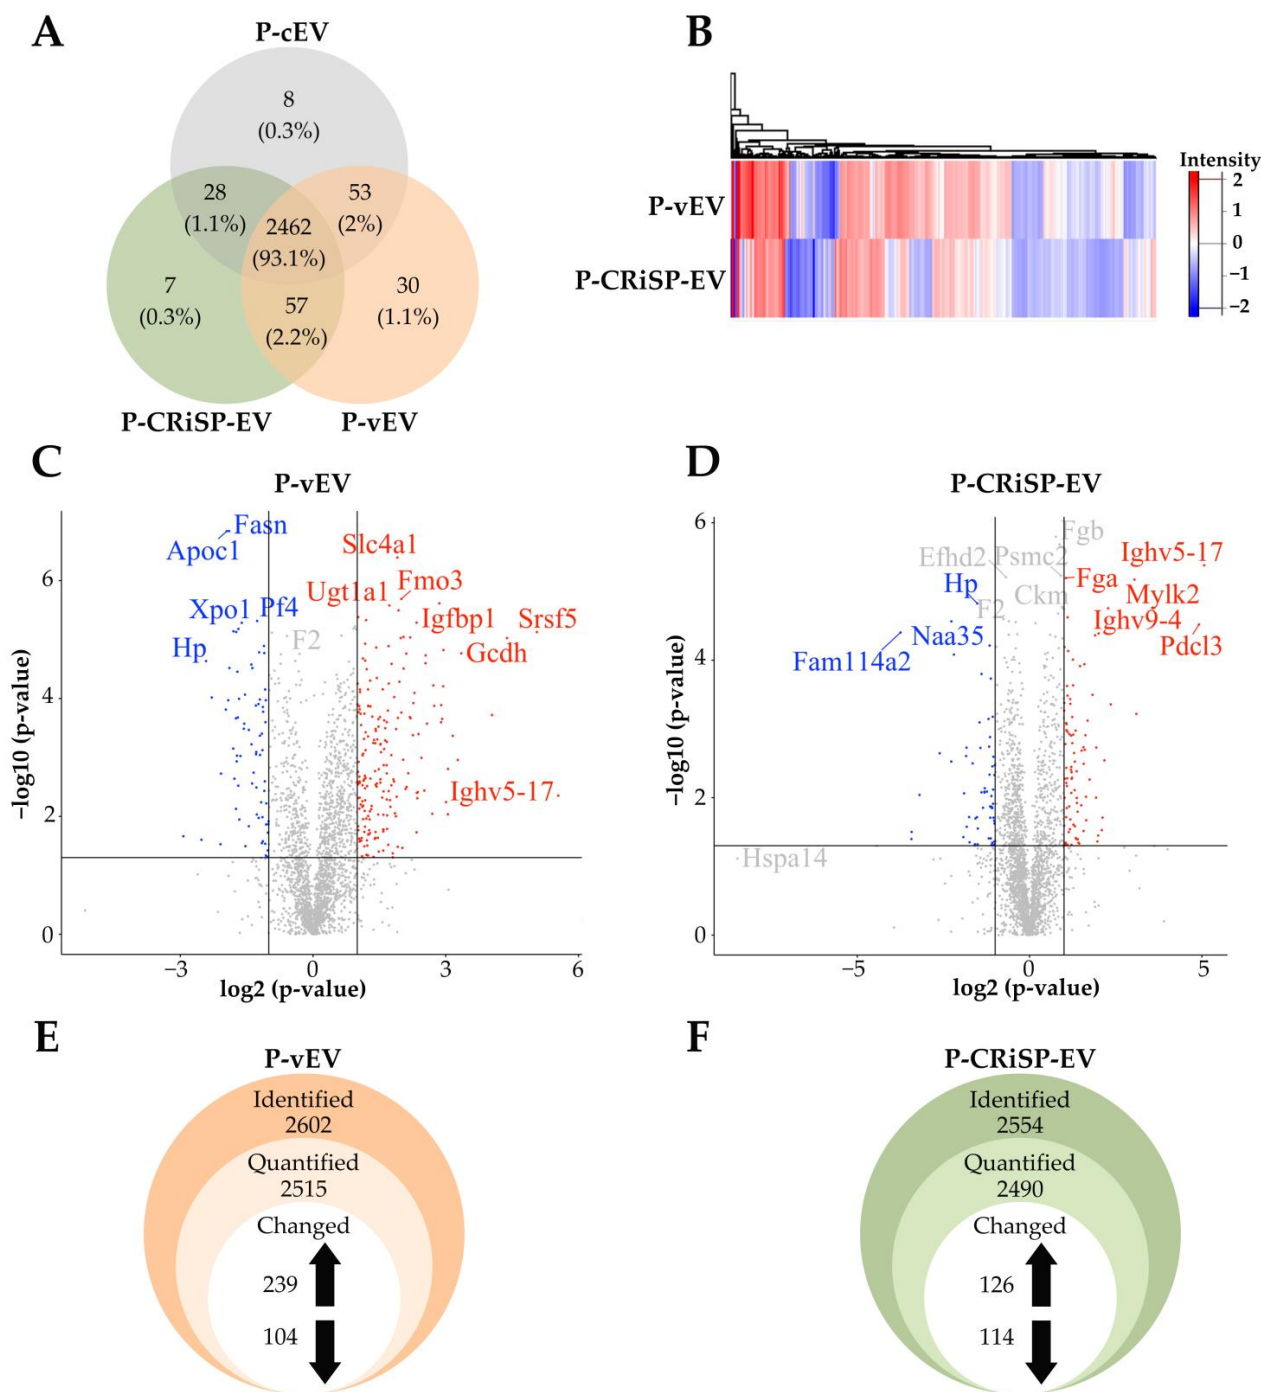 A
P-cEV
8
(0.3%)
28
(1.1%)
53
(2%)
2462
(93.1%)
7
(0.3%)
57
(2.2%)
30
(1.1%)
P-CRiSP-EV
P-vEV
B
Intensity
2
1
0
−1
−2
P-vEV
P-CRiSP-EV
C
P-vEV
−log10 (p-value)
6
4
2
0
Fasn
Apoc1
Xpo1
Pf4
Hp
F2
Slc4a1
Ugt1a1
Fmo3
Igfbp1
Srsf5
Gcdh
Ighv5-17
−3
0
3
6
log2 (p-value)
D
P-CRiSP-EV
−log10 (p-value)
6
4
2
0
Fgb
Efhd2
Psmc2
Ighv5-17
Hp
Fga
F2
Ckm
Mylk2
Ighv9-4
Naa35
Pdcl3
Fam114a2
Hspa14
−5
0
5
log2 (p-value)
E
P-vEV
Identified
2602
Quantified
2515
Changed
239
104
F
P-CRiSP-EV
Identified
2554
Quantified
2490
Changed
126
114